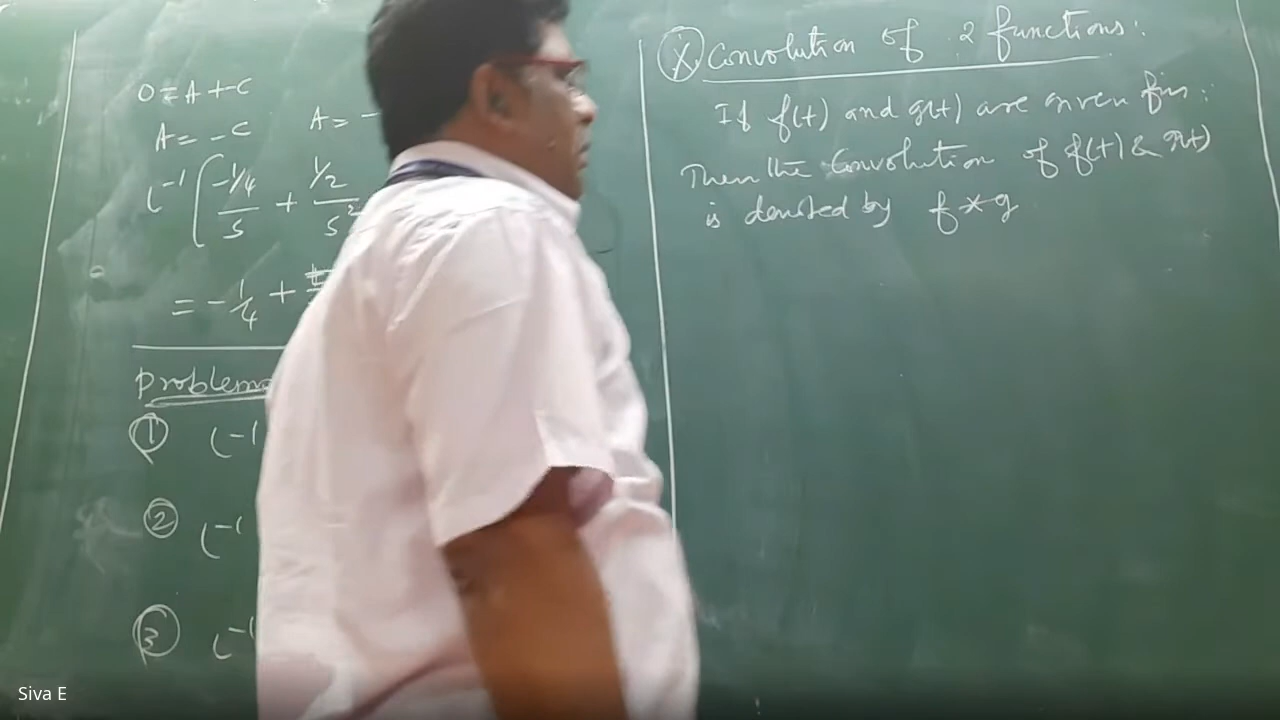 0 = A + C
A = -C A = -
L⁻¹ [ -1/4 / s + 1/2 / s²
= - 1/4 +
Problems
① L⁻¹
② L⁻¹
③ L⁻¹
Ⓧ Convolution of 2 functions:
If f(t) and g(t) are given fns:
Then the Convolution of f(t) & g(t)
is denoted by f * g
Siva E